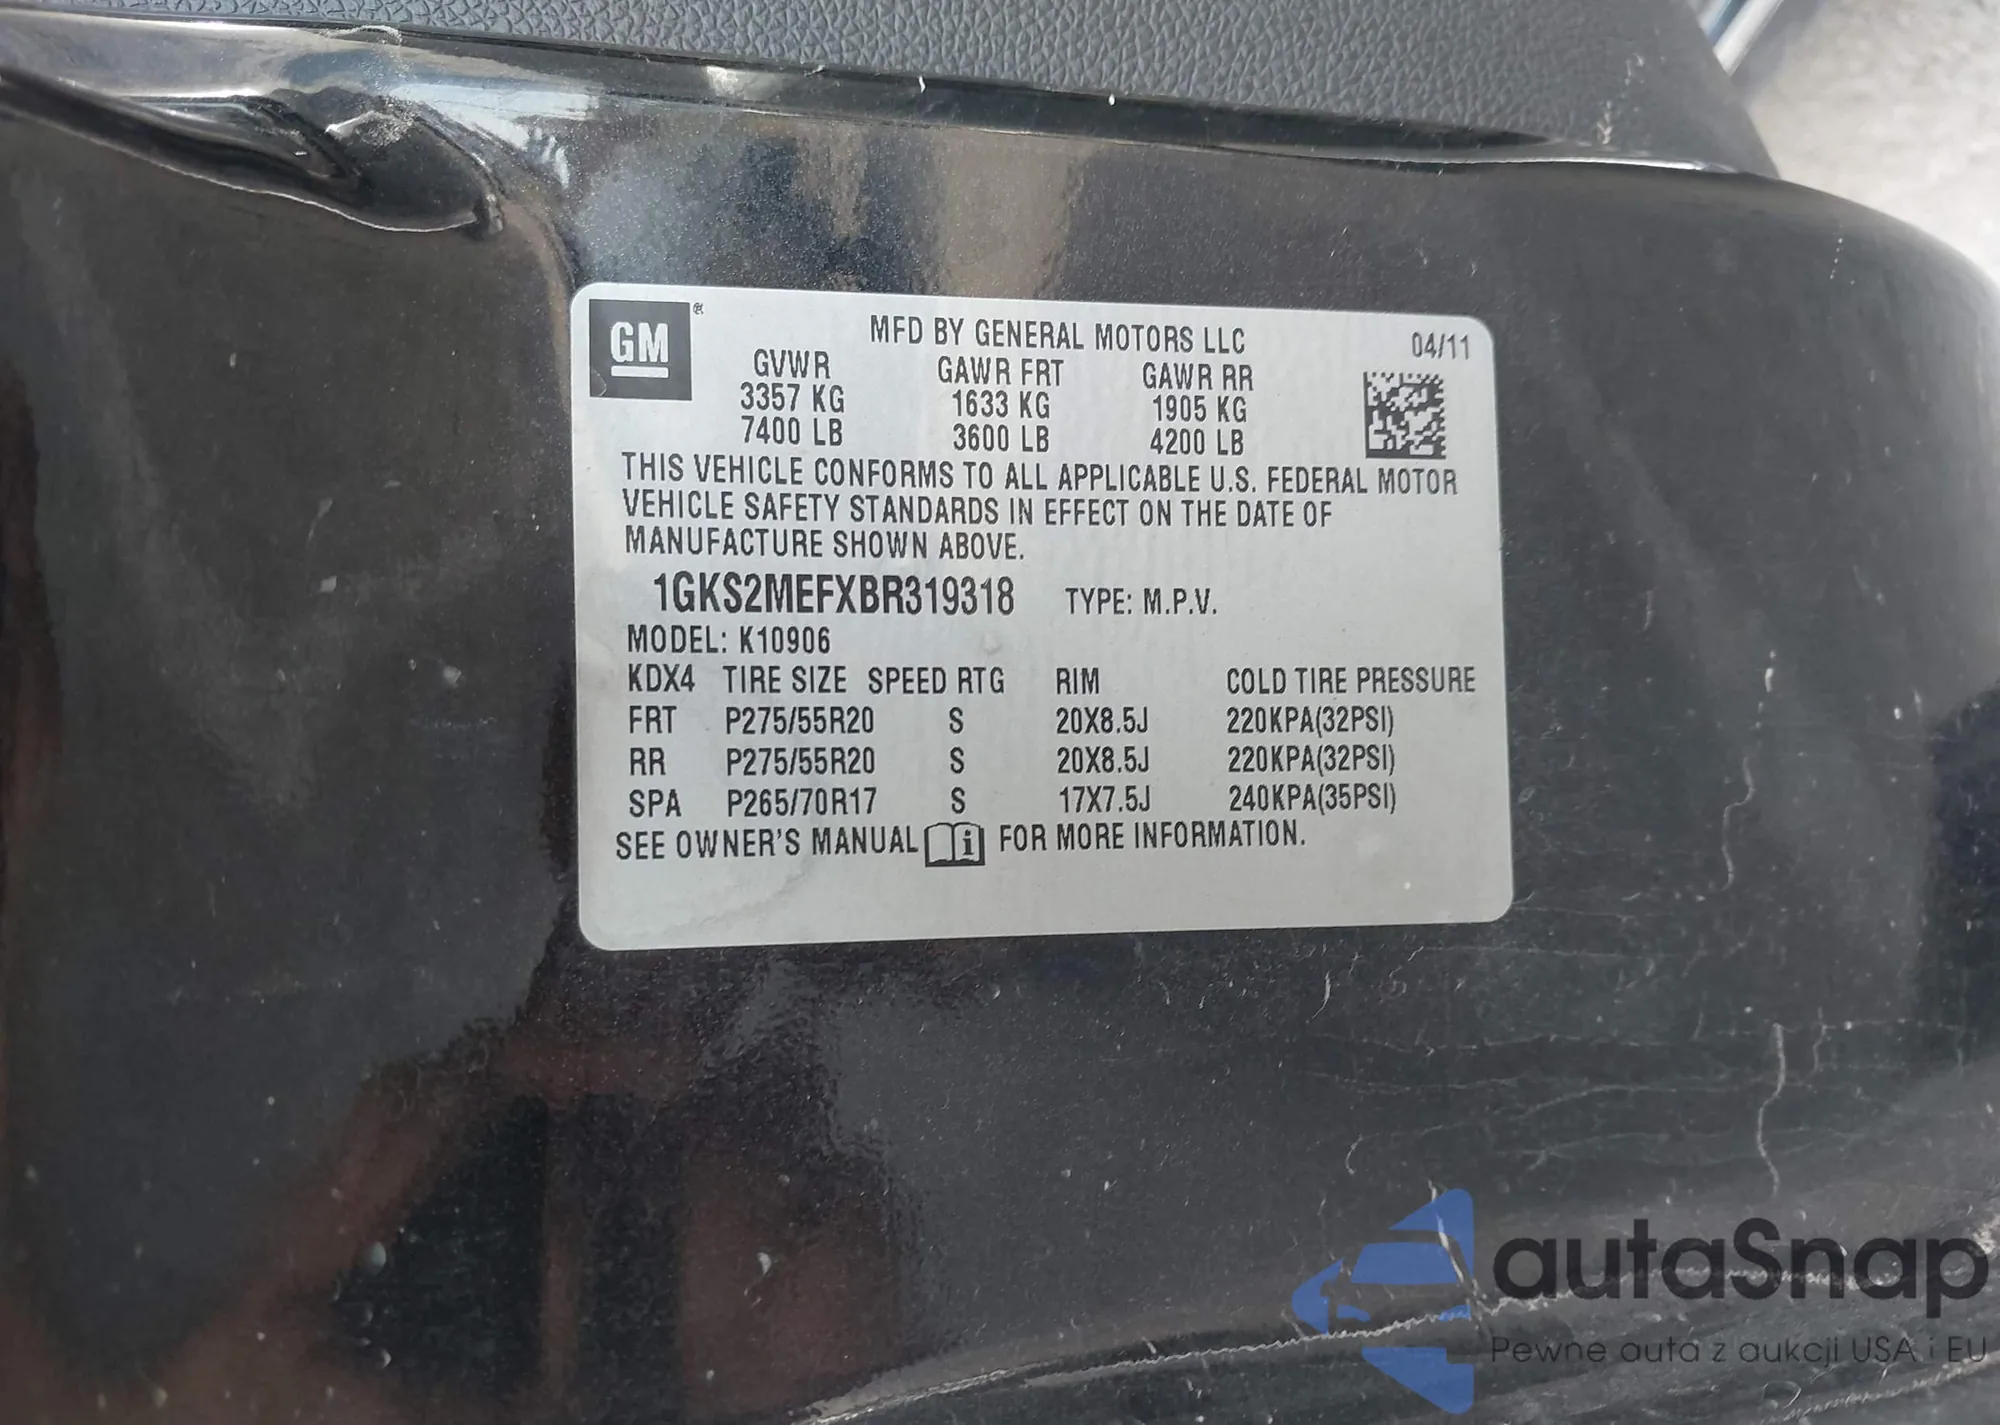 GM
MFD BY GENERAL MOTORS LLC 04/11
GVWR GAWR FRT GAWR RR
3357 KG 1633 KG 1905 KG
7400 LB 3600 LB 4200 LB
THIS VEHICLE CONFORMS TO ALL APPLICABLE U.S. FEDERAL MOTOR
VEHICLE SAFETY STANDARDS IN EFFECT ON THE DATE OF
MANUFACTURE SHOWN ABOVE.
1GKS2MEFXBR319318 TYPE: M.P.V.
MODEL: K10906
KDX4 TIRE SIZE SPEED RTG RIM COLD TIRE PRESSURE
FRT P275/55R20 S 20X8.5J 220KPA(32PSI)
RR P275/55R20 S 20X8.5J 220KPA(32PSI)
SPA P265/70R17 S 17X7.5J 240KPA(35PSI)
SEE OWNER'S MANUAL i FOR MORE INFORMATION.
autaSnap
Pewne auta z aukcji USA i EU